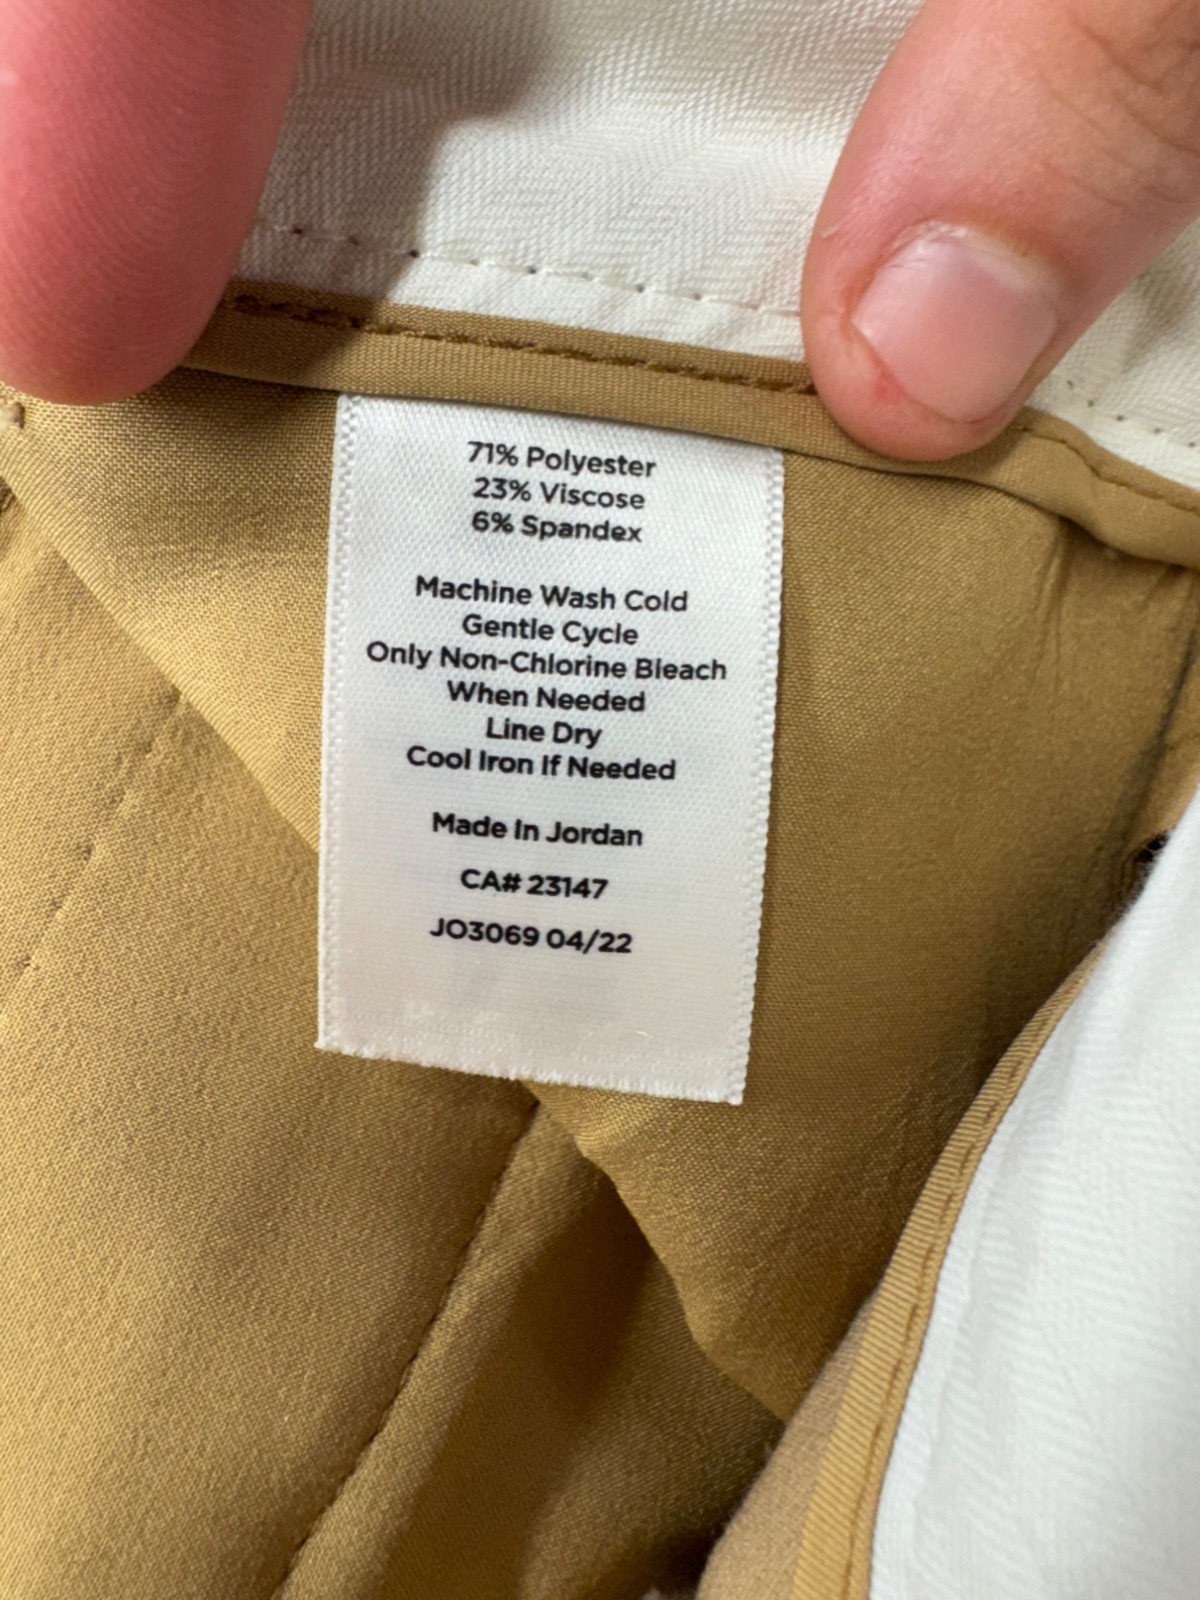 71% Polyester
23% Viscose
6% Spandex
Machine Wash Cold
Gentle Cycle
Only Non-Chlorine Bleach
When Needed
Line Dry
Cool Iron If Needed
Made In Jordan
CA# 23147
JO3069 04/22